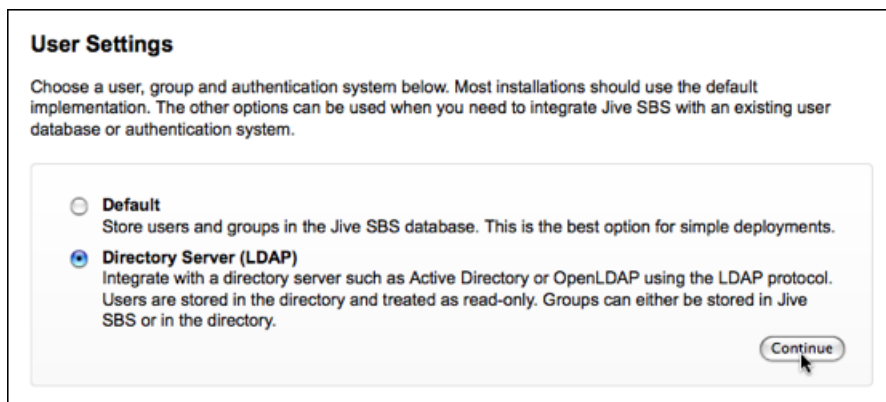 User Settings
Choose a user, group and authentication system below. Most installations should use the default
implementation. The other options can be used when you need to integrate Jive SBS with an existing user
database or authentication system.
Default
Store users and groups in the Jive SBS database. This is the best option for simple deployments.
Directory Server (LDAP)
Integrate with a directory server such as Active Directory or OpenLDAP using the LDAP protocol.
Users are stored in the directory and treated as read-only. Groups can either be stored in Jive
SBS or in the directory.
Continue